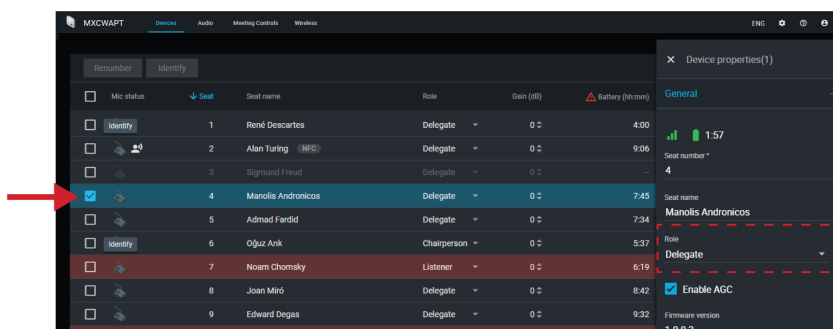 MXCWAPT Devices Audio Meeting Controls Wireless ENG
Renumber Identify
Mic status Seat Seat name Role Gain (dB) Battery (hh:mm)
Identify 1 René Descartes Delegate 0 4:00
2 Alan Turing NFC Delegate 0 9:06
3 Sigmund Freud Delegate 0 –
4 Manolis Andronicos Delegate 0 7:45
5 Admad Fardid Delegate 0 7:34
Identify 6 Oğuz Arık Chairperson 0 5:37
7 Noam Chomsky Listener 0 6:19
8 Joan Miró Delegate 0 8:42
9 Edward Degas Delegate 0 9:32
Device properties(1)
General
1:57
Seat number *
4
Seat name
Manolis Andronicos
Role
Delegate
Enable AGC
Firmware version